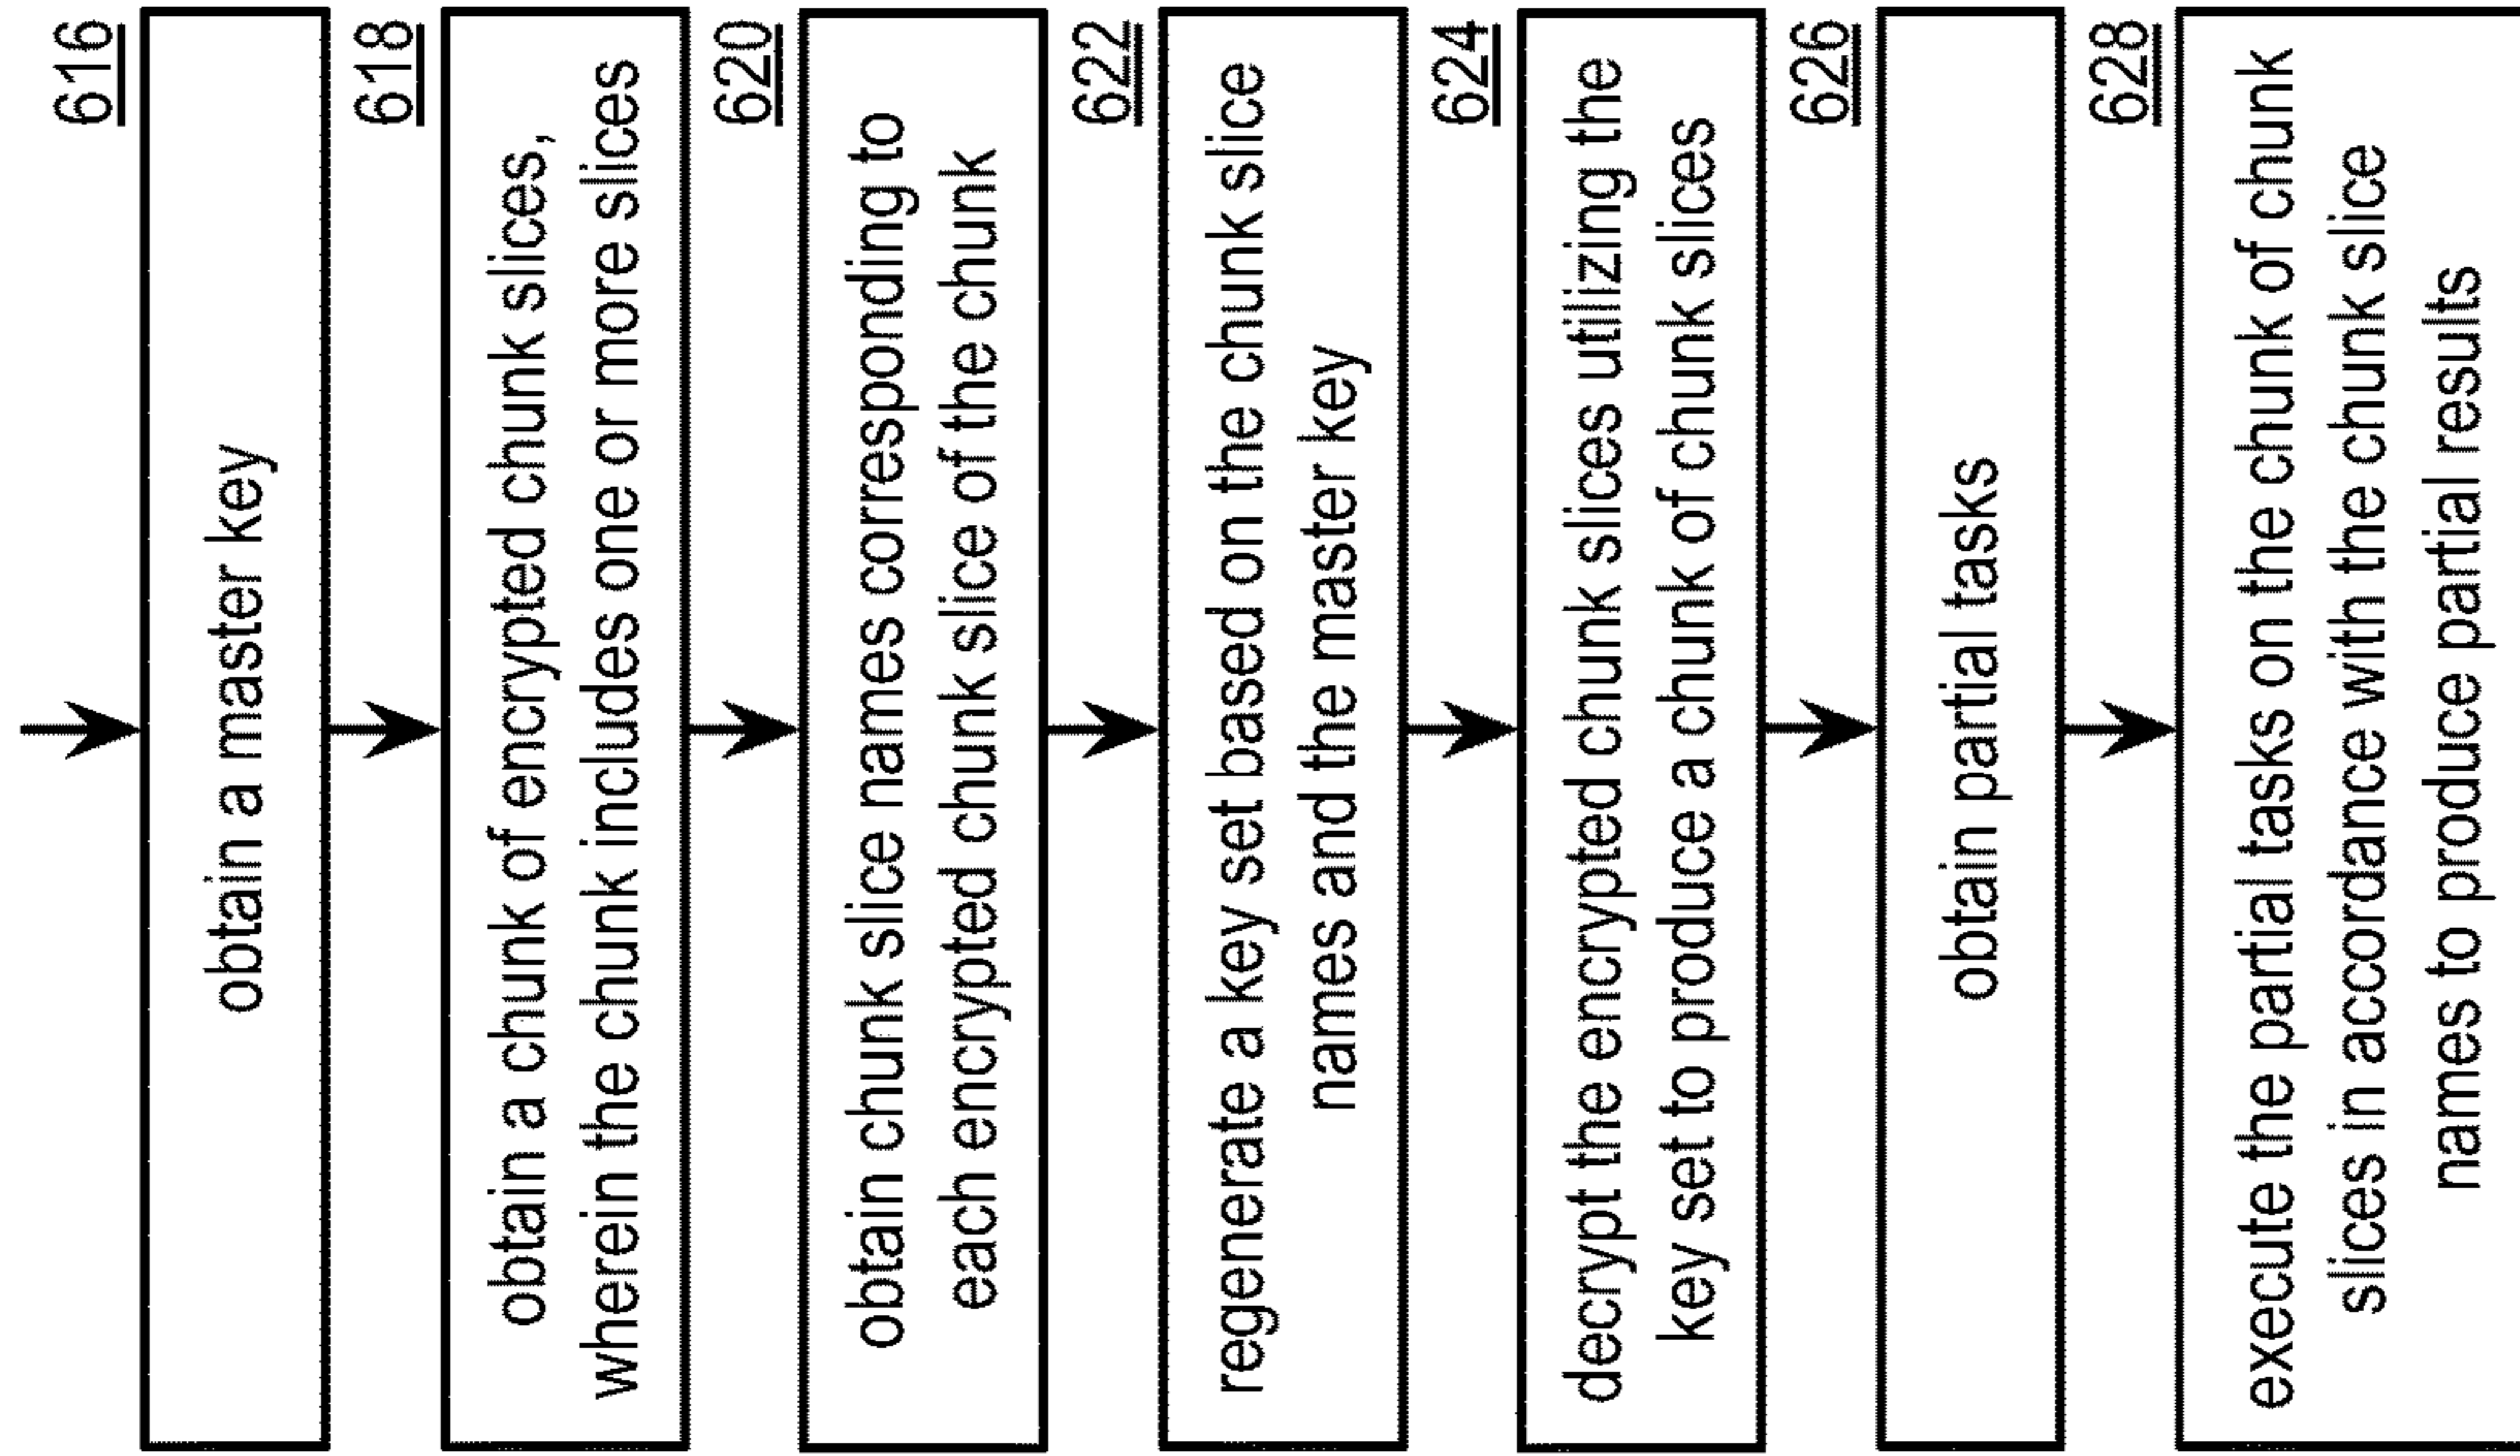 616
obtain a master key
618
obtain a chunk of encrypted chunk slices,
wherein the chunk includes one or more slices
620
obtain chunk slice names corresponding to
each encrypted chunk slice of the chunk
622
regenerate a key set based on the chunk slice
names and the master key
624
decrypt the encrypted chunk slices utilizing the
key set to produce a chunk of chunk slices
626
obtain partial tasks
628
execute the partial tasks on the chunk of chunk
slices in accordance with the chunk slice
names to produce partial results